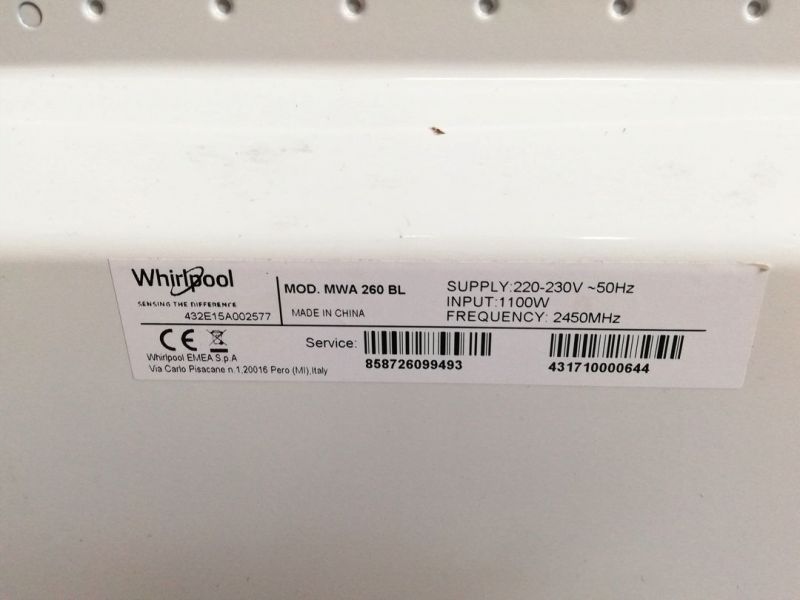 Whirlpool
SENSING THE DIFFERENCE
432E15A002577
MOD. MWA 260 BL
MADE IN CHINA
SUPPLY:220-230V ~50Hz
INPUT:1100W
FREQUENCY: 2450MHz
CE
Whirlpool EMEA S.p.A
Via Carlo Pisacane n.1,20016 Pero (MI),Italy
Service:
858726099493
431710000644